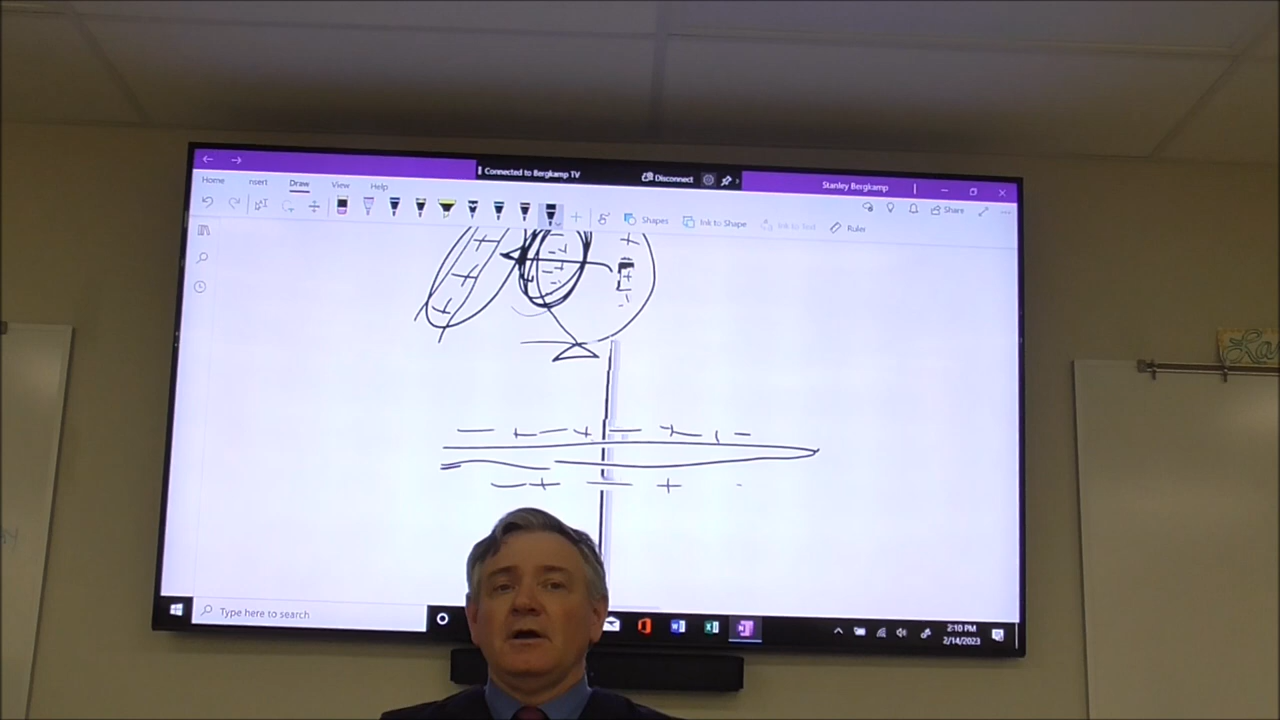 Connected to Bergkamp TV Disconnect
Stanley Bergkamp
Home nsert Draw View Help
Shapes Ink to Shape Ink to Text Ruler Share
+ + - +
+ - + +
+ - -
— + — + — + + -
— + — + -
Type here to search
2:10 PM
2/14/2023